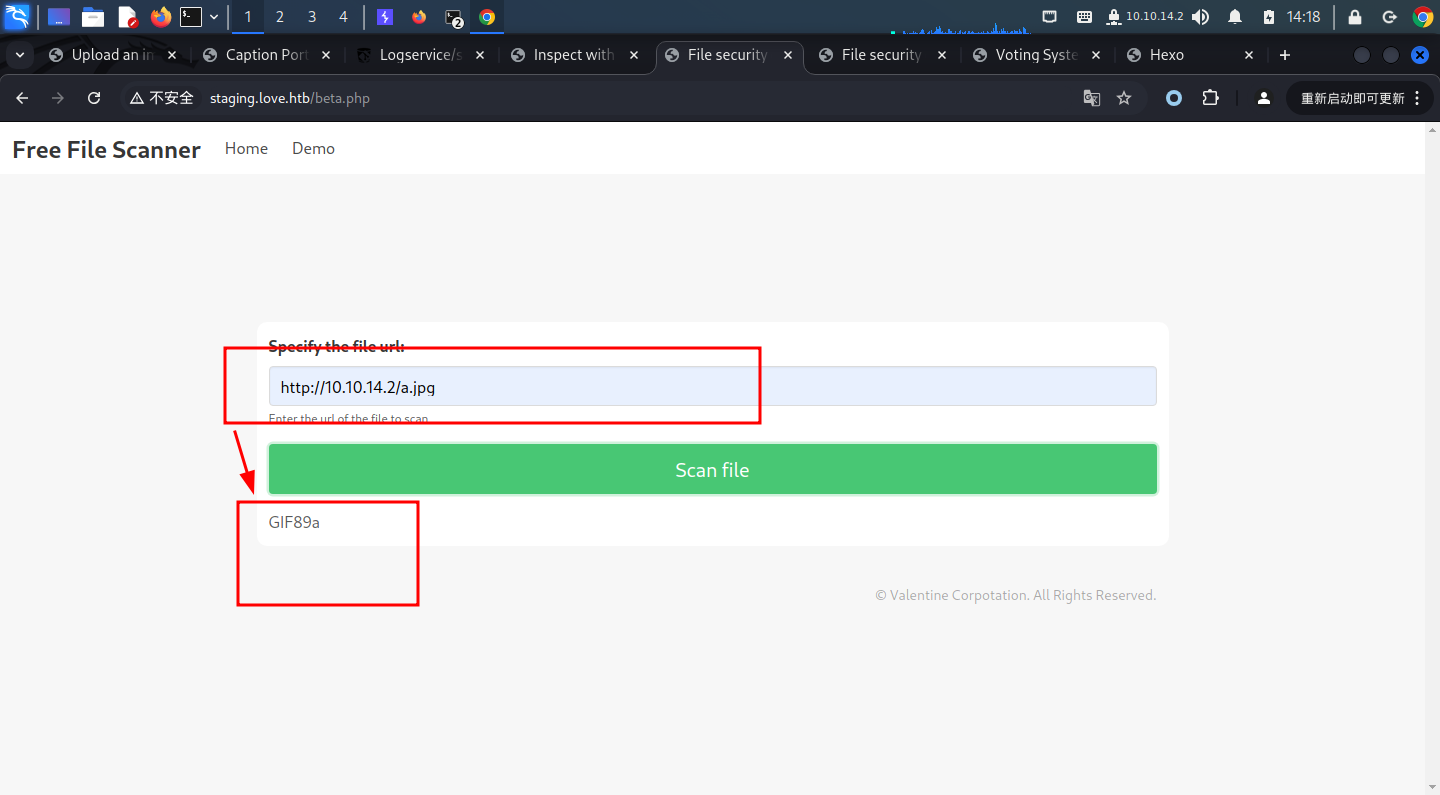 1 2 3 4 2 10.10.14.2 14:18
Upload an in Caption Port Logservice/s Inspect with File security File security Voting Syste Hexo
不安全 staging.love.htb/beta.php 重新启动即可更新
Free File Scanner Home Demo
Specify the file url:
http://10.10.14.2/a.jpg
Enter the url of the file to scan
Scan file
GIF89a
© Valentine Corpotation. All Rights Reserved.